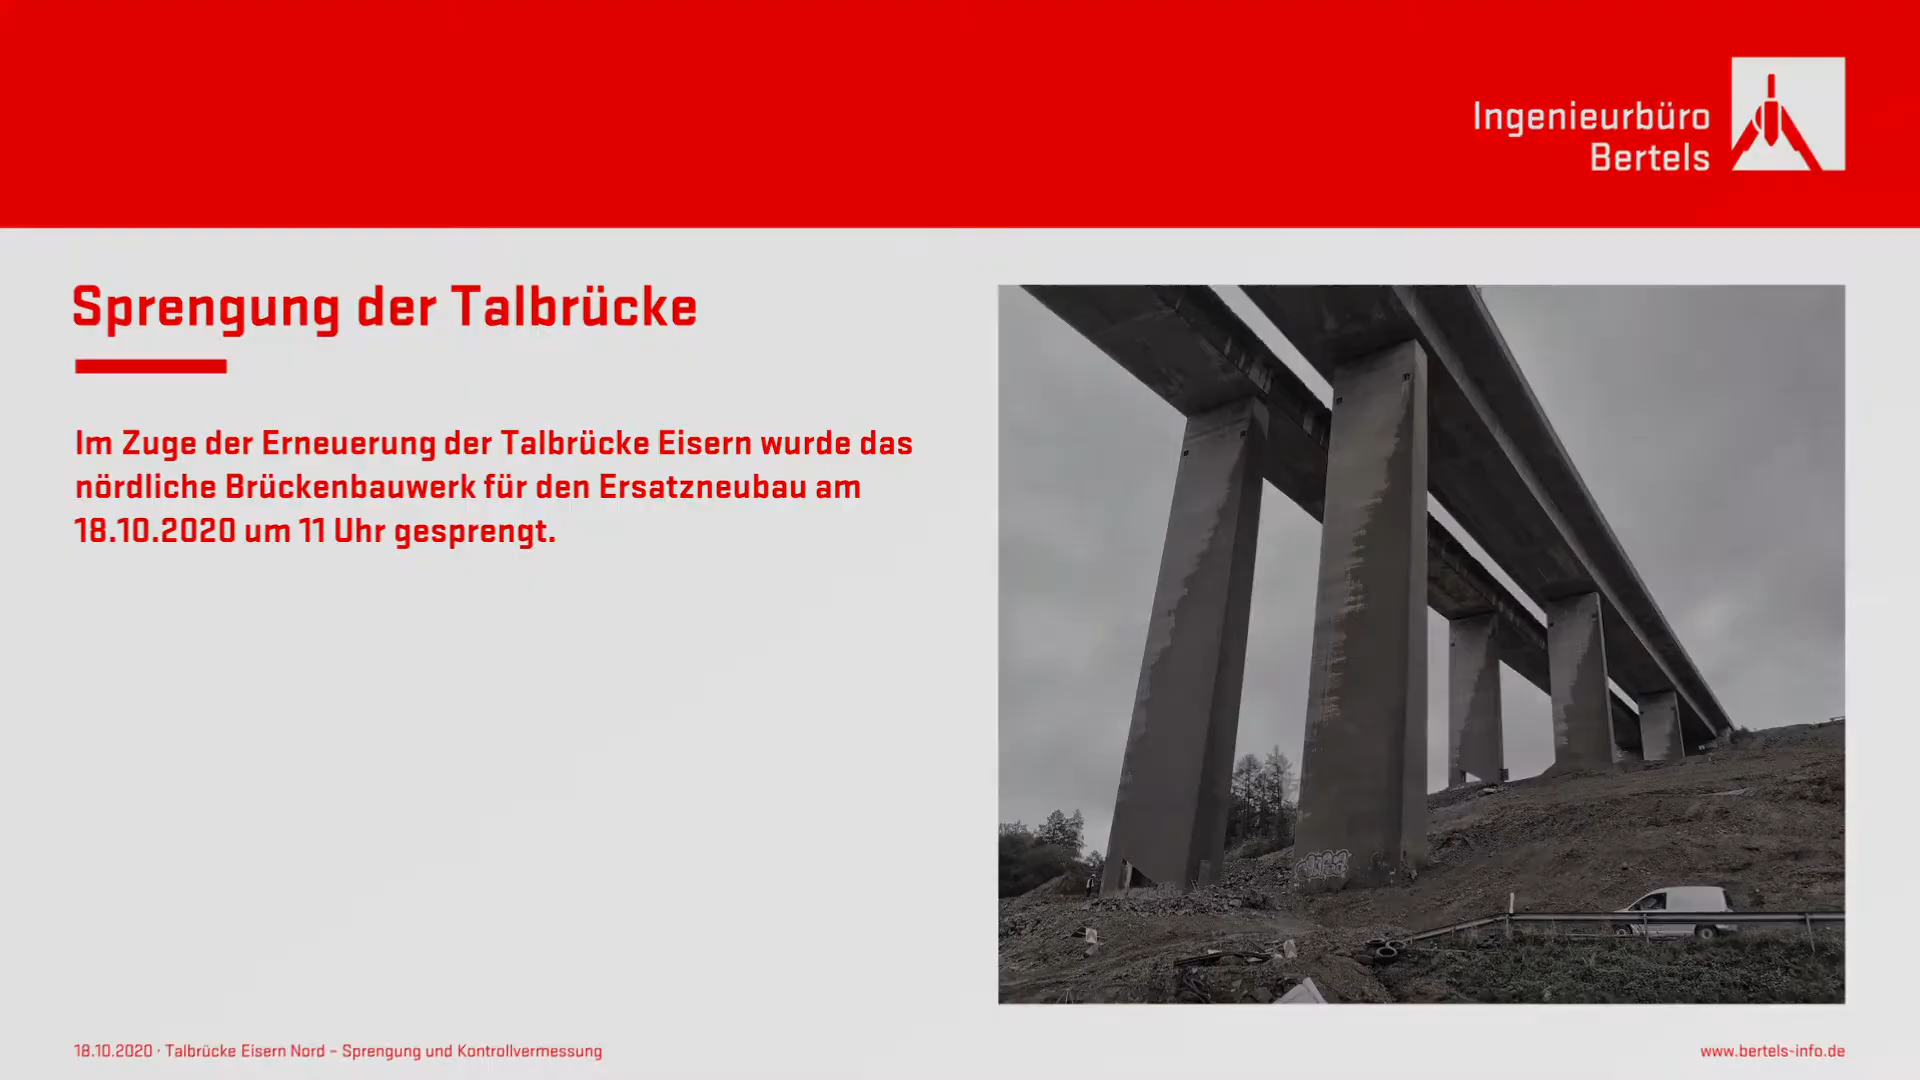 Ingenieurbüro
Bertels
Sprengung der Talbrücke
Im Zuge der Erneuerung der Talbrücke Eisern wurde das
nördliche Brückenbauwerk für den Ersatzneubau am
18.10.2020 um 11 Uhr gesprengt.
18.10.2020 · Talbrücke Eisern Nord – Sprengung und Kontrollvermessung
www.bertels-info.de